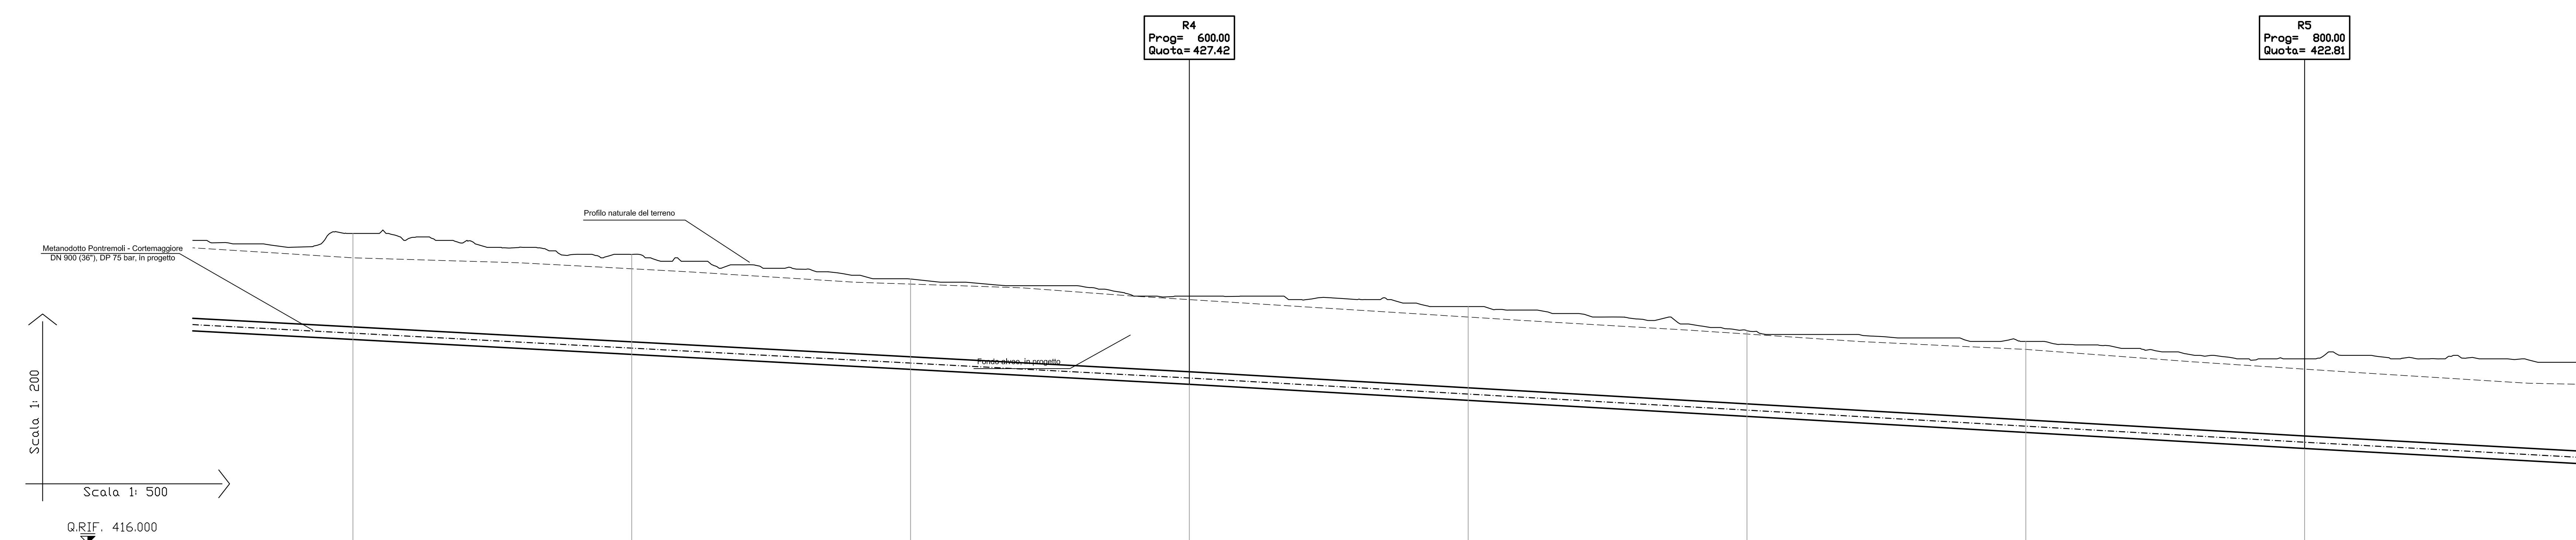 R4
Prog= 600.00
Quota= 427.42
R5
Prog= 800.00
Quota= 422.81
Profilo naturale del terreno
Metanodotto Pontremoli - Cortemaggiore
DN 900 (36"), DP 75 bar, in progetto
Fondo alveo, in progetto
Scala 1: 200
Scala 1: 500
Q.RIF. 416.000